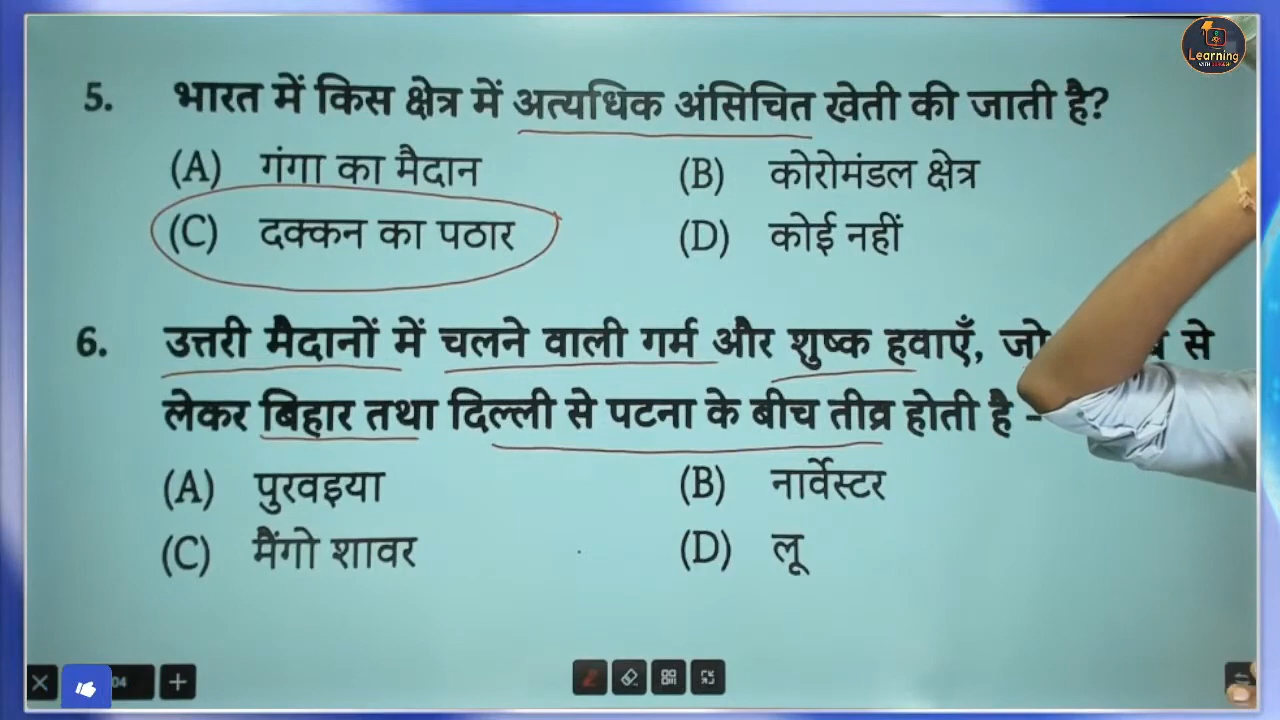 Learning
5. भारत में किस क्षेत्र में अत्यधिक अंसिचित खेती की जाती है?
(A) गंगा का मैदान (B) कोरोमंडल क्षेत्र
(C) दक्कन का पठार (D) कोई नहीं
6. उत्तरी मैदानों में चलने वाली गर्म और शुष्क हवाएँ, जो से
लेकर बिहार तथा दिल्ली से पटना के बीच तीव्र होती है -
(A) पुरवइया (B) नार्वेस्टर
(C) मैंगो शावर (D) लू
04